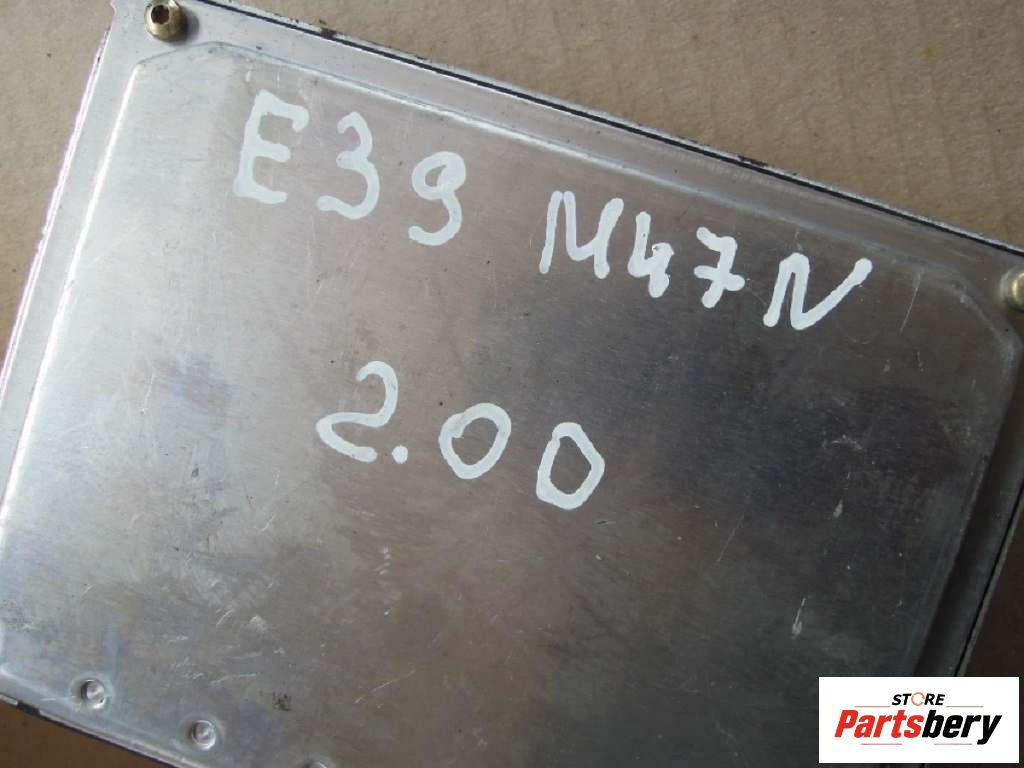 E39 M47N
2.00
STORE
Partsbery